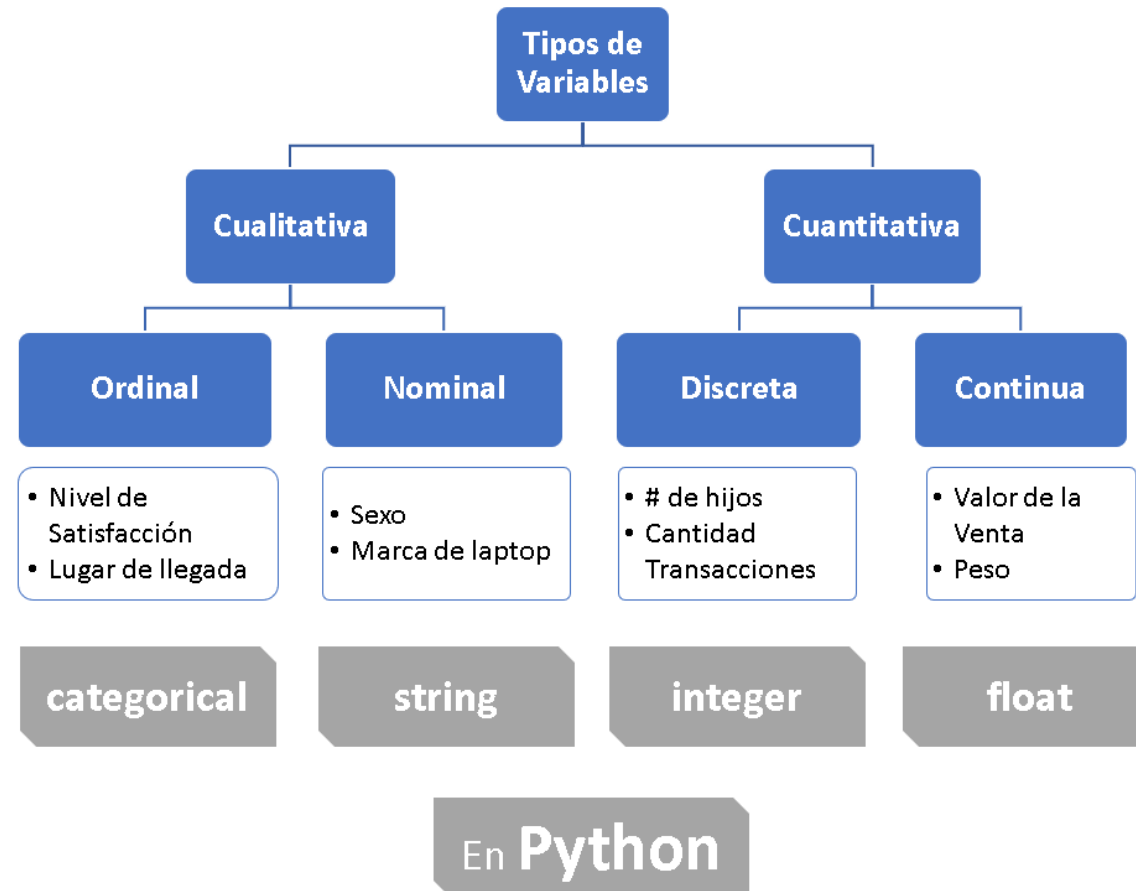 Tipos de
Variables
Cualitativa
Cuantitativa
Ordinal
Nominal
Discreta
Continua
• Nivel de
Satisfacción
• Lugar de llegada
• Sexo
• Marca de laptop
• # de hijos
• Cantidad
Transacciones
• Valor de la
Venta
• Peso
categorical
string
integer
float
En Python